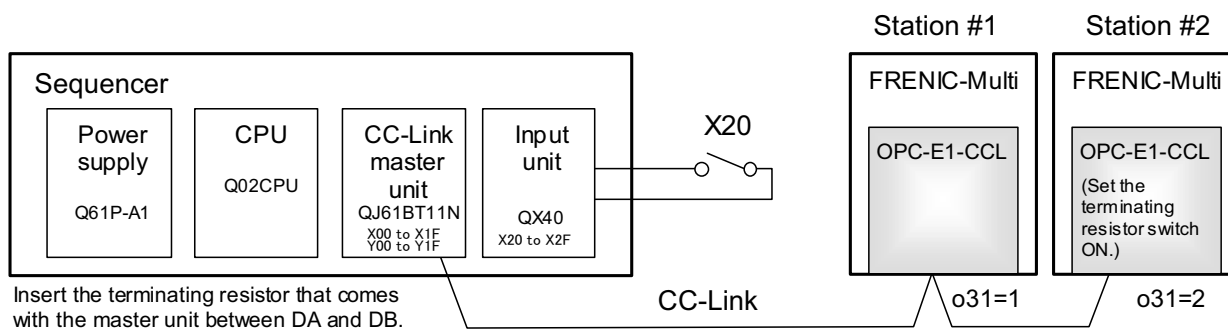 Station #1
Station #2
Sequencer
FRENIC-Multi
FRENIC-Multi
Power
supply
Q61P-A1
CPU
Q02CPU
CC-Link
master
unit
QJ61BT11N
X00 to X1F
Y00 to Y1F
Input
unit
QX40
X20 to X2F
X20
OPC-E1-CCL
OPC-E1-CCL
(Set the
terminating
resistor switch
ON.)
Insert the terminating resistor that comes
with the master unit between DA and DB.
CC-Link
o31=1
o31=2